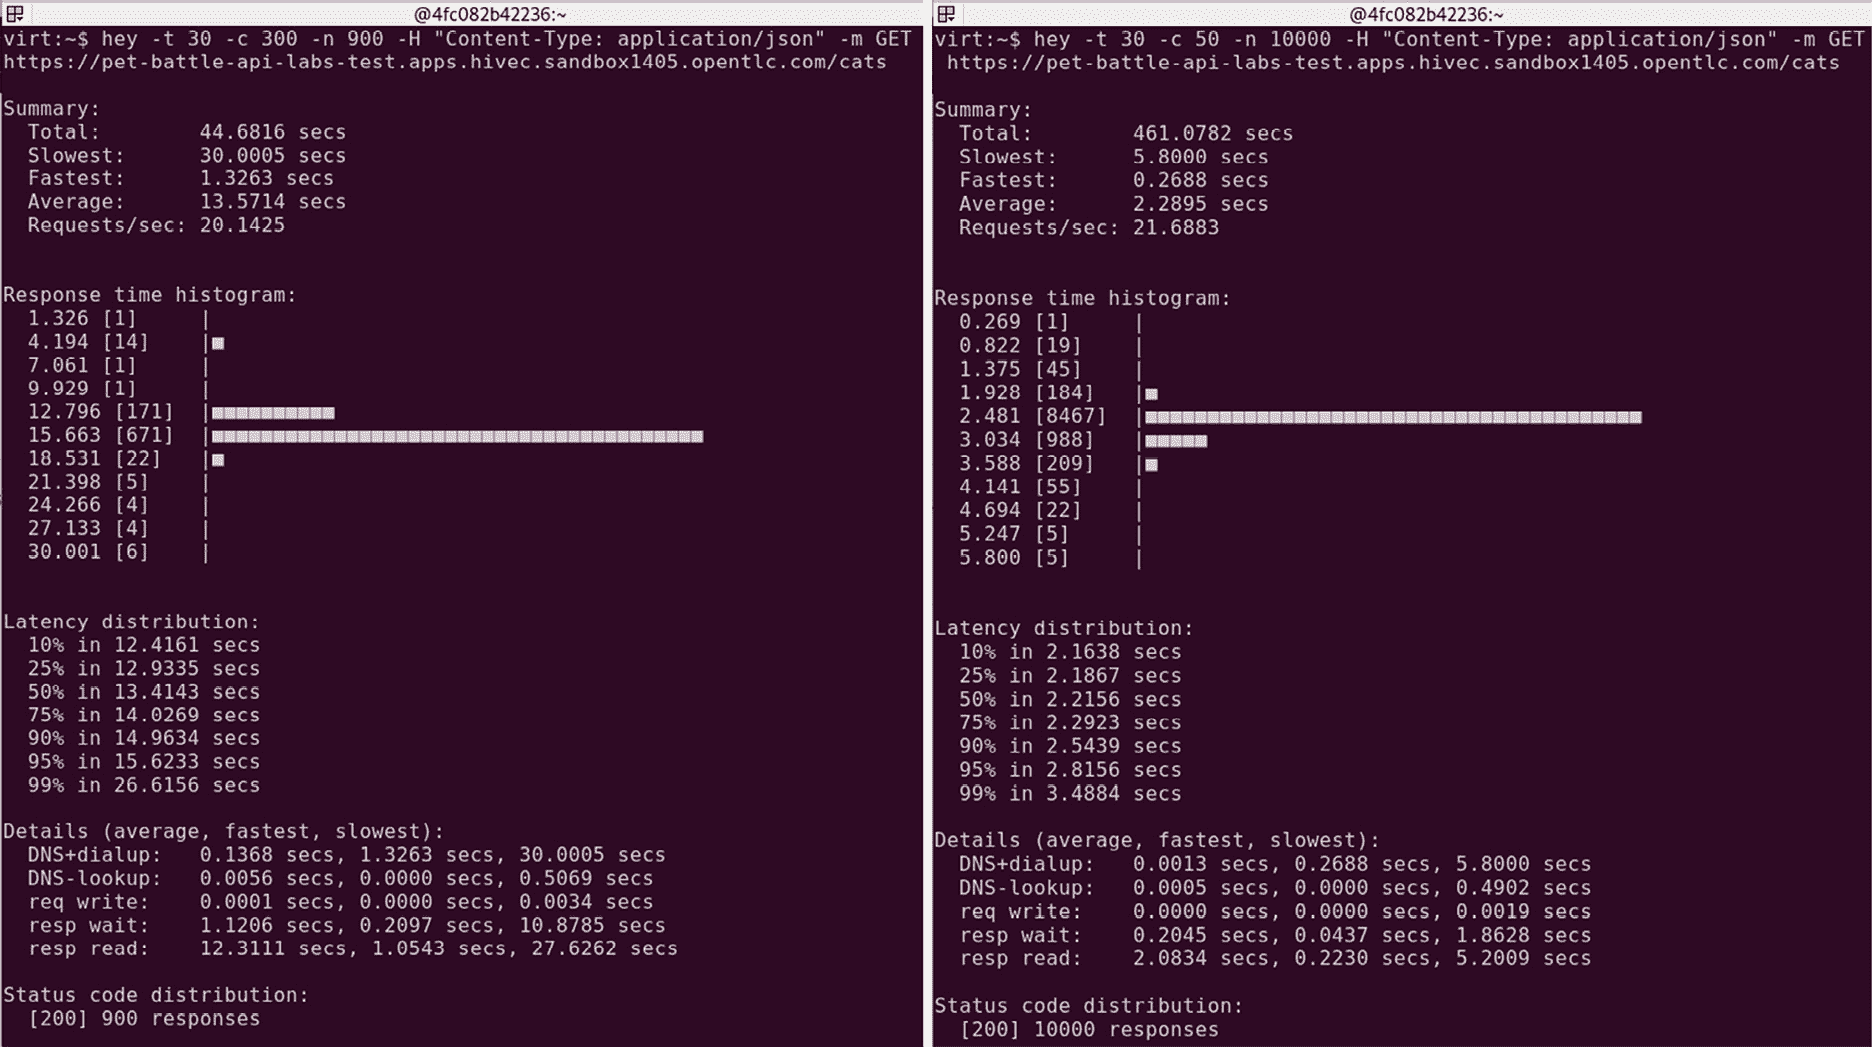 @4fc082b42236:~
virt:~$ hey -t 30 -c 300 -n 900 -H "Content-Type: application/json" -m GET
https://pet-battle-api-labs-test.apps.hivec.sandbox1405.opentlc.com/cats
Summary:
Total: 44.6816 secs
Slowest: 30.0005 secs
Fastest: 1.3263 secs
Average: 13.5714 secs
Requests/sec: 20.1425
Response time histogram:
1.326 [1] |
4.194 [14] |■
7.061 [1] |
9.929 [1] |
12.796 [171] |■■■■■■■■■■
15.663 [671] |■■■■■■■■■■■■■■■■■■■■■■■■■■■■■■■■■■■■■■■■
18.531 [22] |■
21.398 [5] |
24.266 [4] |
27.133 [4] |
30.001 [6] |
Latency distribution:
10% in 12.4161 secs
25% in 12.9335 secs
50% in 13.4143 secs
75% in 14.0269 secs
90% in 14.9634 secs
95% in 15.6233 secs
99% in 26.6156 secs
Details (average, fastest, slowest):
DNS+dialup: 0.1368 secs, 1.3263 secs, 30.0005 secs
DNS-lookup: 0.0056 secs, 0.0000 secs, 0.5069 secs
req write: 0.0001 secs, 0.0000 secs, 0.0034 secs
resp wait: 1.1206 secs, 0.2097 secs, 10.8785 secs
resp read: 12.3111 secs, 1.0543 secs, 27.6262 secs
Status code distribution:
[200] 900 responses
@4fc082b42236:~
virt:~$ hey -t 30 -c 50 -n 10000 -H "Content-Type: application/json" -m GET
https://pet-battle-api-labs-test.apps.hivec.sandbox1405.opentlc.com/cats
Summary:
Total: 461.0782 secs
Slowest: 5.8000 secs
Fastest: 0.2688 secs
Average: 2.2895 secs
Requests/sec: 21.6883
Response time histogram:
0.269 [1] |
0.822 [19] |
1.375 [45] |
1.928 [184] |■
2.481 [8467] |■■■■■■■■■■■■■■■■■■■■■■■■■■■■■■■■■■■■■■■■
3.034 [988] |■■■■■
3.588 [209] |■
4.141 [55] |
4.694 [22] |
5.247 [5] |
5.800 [5] |
Latency distribution:
10% in 2.1638 secs
25% in 2.1867 secs
50% in 2.2156 secs
75% in 2.2923 secs
90% in 2.5439 secs
95% in 2.8156 secs
99% in 3.4884 secs
Details (average, fastest, slowest):
DNS+dialup: 0.0013 secs, 0.2688 secs, 5.8000 secs
DNS-lookup: 0.0005 secs, 0.0000 secs, 0.4902 secs
req write: 0.0000 secs, 0.0000 secs, 0.0019 secs
resp wait: 0.2045 secs, 0.0437 secs, 1.8628 secs
resp read: 2.0834 secs, 0.2230 secs, 5.2009 secs
Status code distribution:
[200] 10000 responses